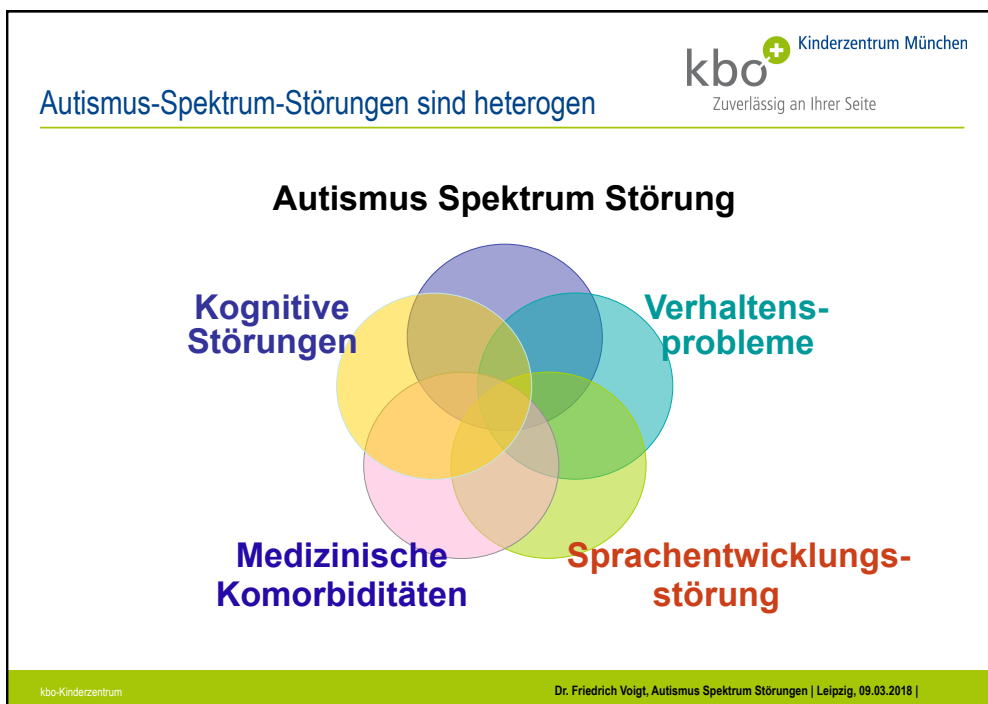 Kinderzentrum München
kbo
Zuverlässig an Ihrer Seite
Autismus-Spektrum-Störungen sind heterogen
Autismus Spektrum Störung
Kognitive
Störungen
Verhaltens-
probleme
Medizinische
Komorbiditäten
Sprachentwicklungs-
störung
kbo-Kinderzentrum
Dr. Friedrich Voigt, Autismus Spektrum Störungen | Leipzig, 09.03.2018 |